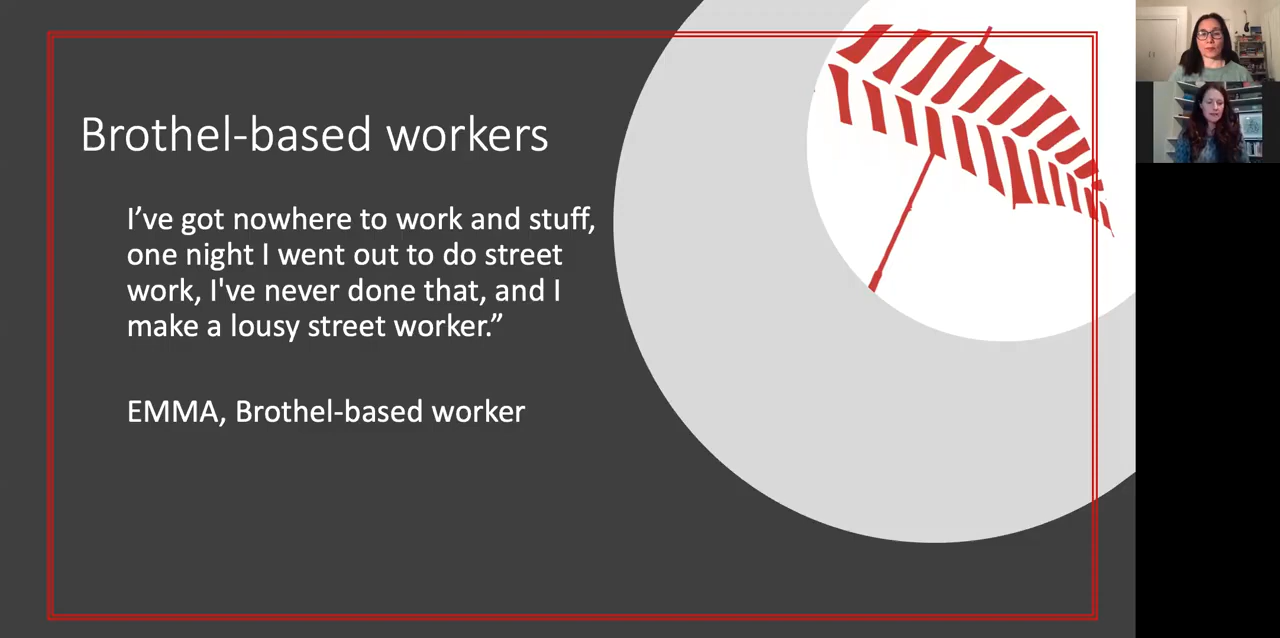 Brothel-based workers
I’ve got nowhere to work and stuff,
one night I went out to do street
work, I've never done that, and I
make a lousy street worker.”
EMMA, Brothel-based worker